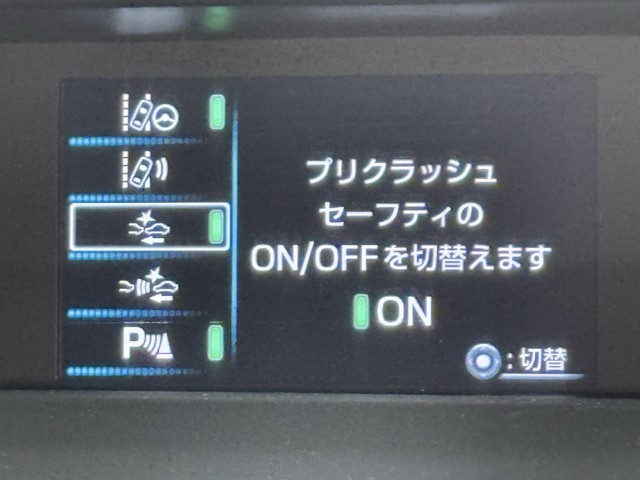 プリクラッシュ
セーフティの
ON/OFFを切替えます
ON
P
:切替